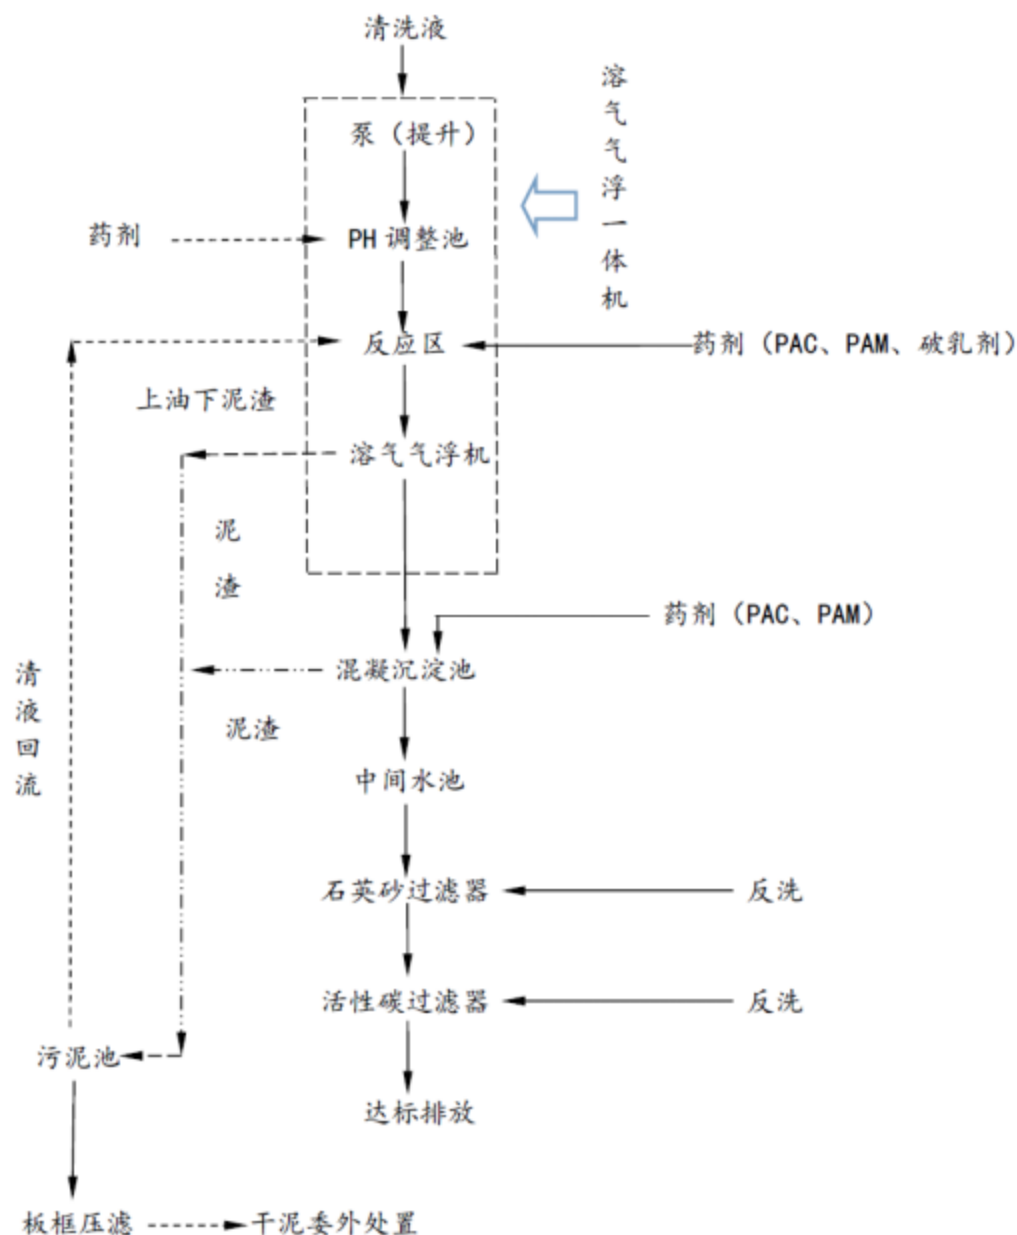 清洗液
泵（提升）
溶气气浮一体机
药剂
PH 调整池
反应区
药剂（PAC、PAM、破乳剂）
上油下泥渣
溶气气浮机
泥渣
药剂（PAC、PAM）
混凝沉淀池
泥渣
清液回流
中间水池
石英砂过滤器
反洗
活性碳过滤器
反洗
污泥池
达标排放
板框压滤
干泥委外处置